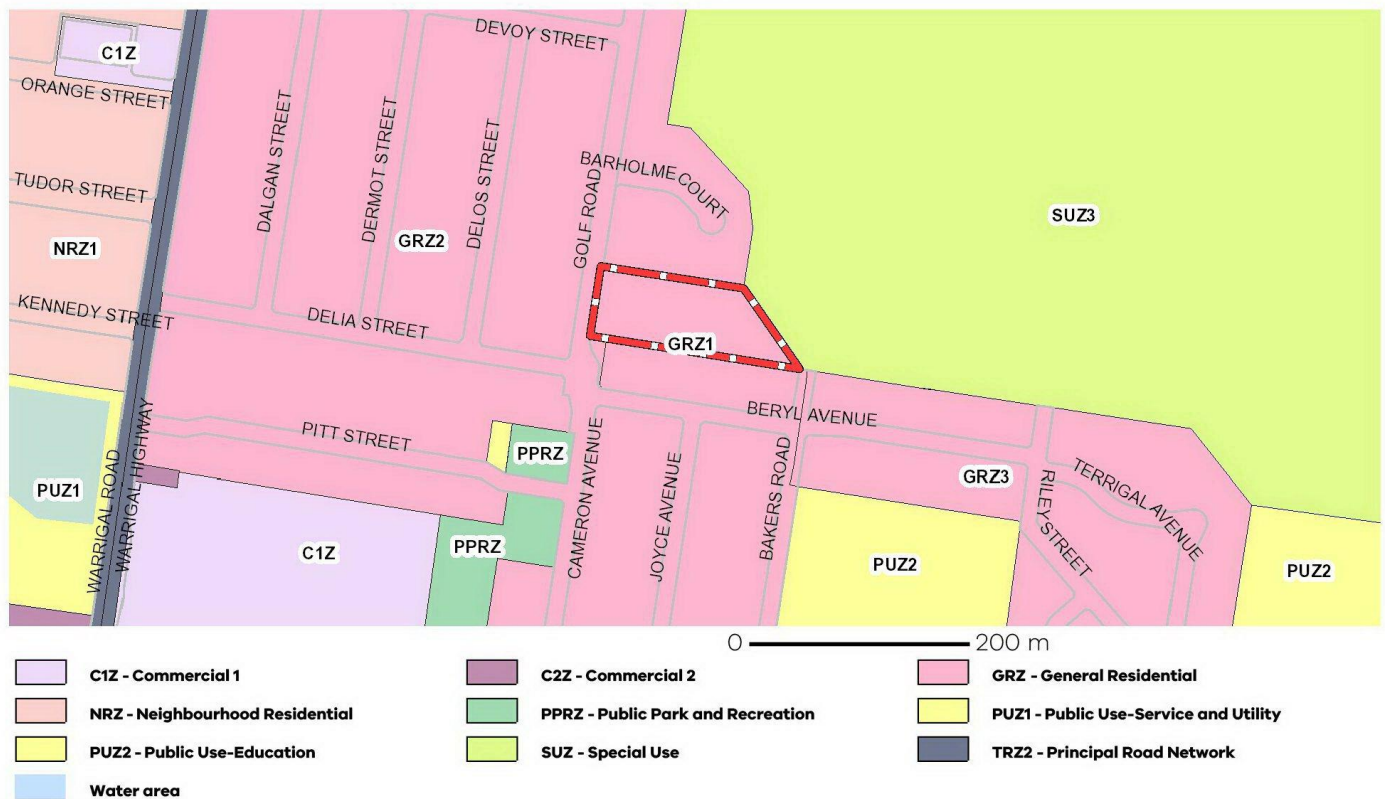 DEVOY STREET
C1Z
ORANGE STREET
DALGAN STREET
DERMOT STREET
DELOS STREET
BARHOLME COURT
TUDOR STREET
GOLF ROAD
SUZ3
NRZ1
GRZ2
KENNEDY STREET
DELIA STREET
GRZ1
BERYL AVENUE
PITT STREET
PPRZ
CAMERON AVENUE
JOYCE AVENUE
BAKERS ROAD
GRZ3
RILEY STREET
TERRIGAL AVENUE
PUZ1
WARRIGAL ROAD
WARRIGAL HIGHWAY
C1Z
PPRZ
PUZ2
PUZ2
0 200 m
C1Z - Commercial 1
C2Z - Commercial 2
GRZ - General Residential
NRZ - Neighbourhood Residential
PPRZ - Public Park and Recreation
PUZ1 - Public Use-Service and Utility
PUZ2 - Public Use-Education
SUZ - Special Use
TRZ2 - Principal Road Network
Water area